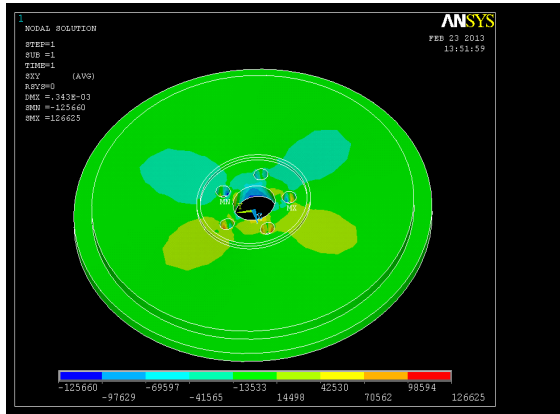 1
NODAL SOLUTION
STEP=1
SUB =1
TIME=1
SXY (AVG)
RSYS=0
DMX =.343E-03
SMN =-125660
SMX =126625
ANSYS
FEB 23 2013
13:51:59
MN
MX
-125660 -69597 -13533 42530 98594
-97629 -41565 14498 70562 126625